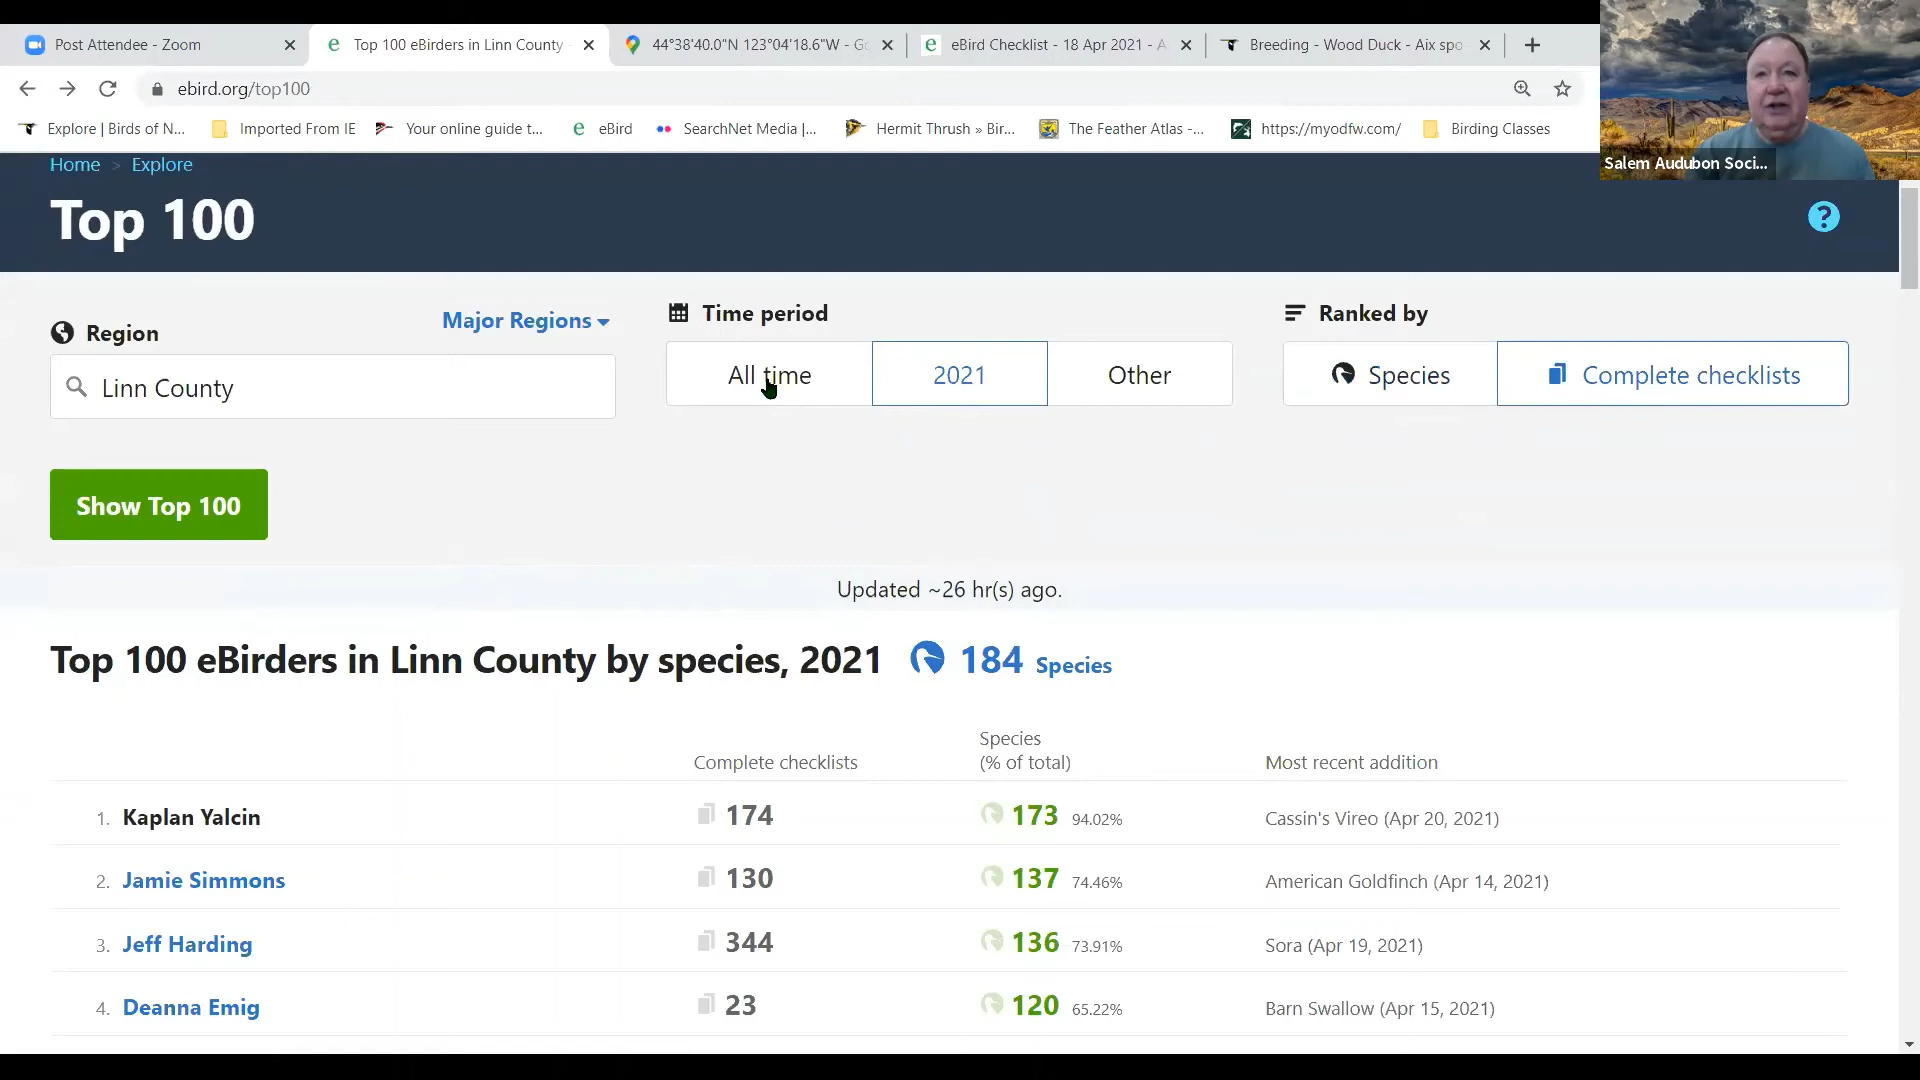 Post Attendee - Zoom
Top 100 eBirders in Linn County
44°38'40.0"N 123°04'18.6"W - Go
eBird Checklist - 18 Apr 2021 - A
Breeding - Wood Duck - Aix spo
ebird.org/top100
Explore | Birds of N...
Imported From IE
Your online guide t...
eBird
SearchNet Media |...
Hermit Thrush » Bir...
The Feather Atlas -...
https://myodfw.com/
Birding Classes
Salem Audubon Soci...
Home > Explore
Top 100
?
Region
Major Regions
Linn County
Time period
All time
2021
Other
Ranked by
Species
Complete checklists
Show Top 100
Updated ~26 hr(s) ago.
Top 100 eBirders in Linn County by species, 2021 184 Species
Complete checklists
Species
(% of total)
Most recent addition
1. Kaplan Yalcin 174 173 94.02% Cassin's Vireo (Apr 20, 2021)
2. Jamie Simmons 130 137 74.46% American Goldfinch (Apr 14, 2021)
3. Jeff Harding 344 136 73.91% Sora (Apr 19, 2021)
4. Deanna Emig 23 120 65.22% Barn Swallow (Apr 15, 2021)